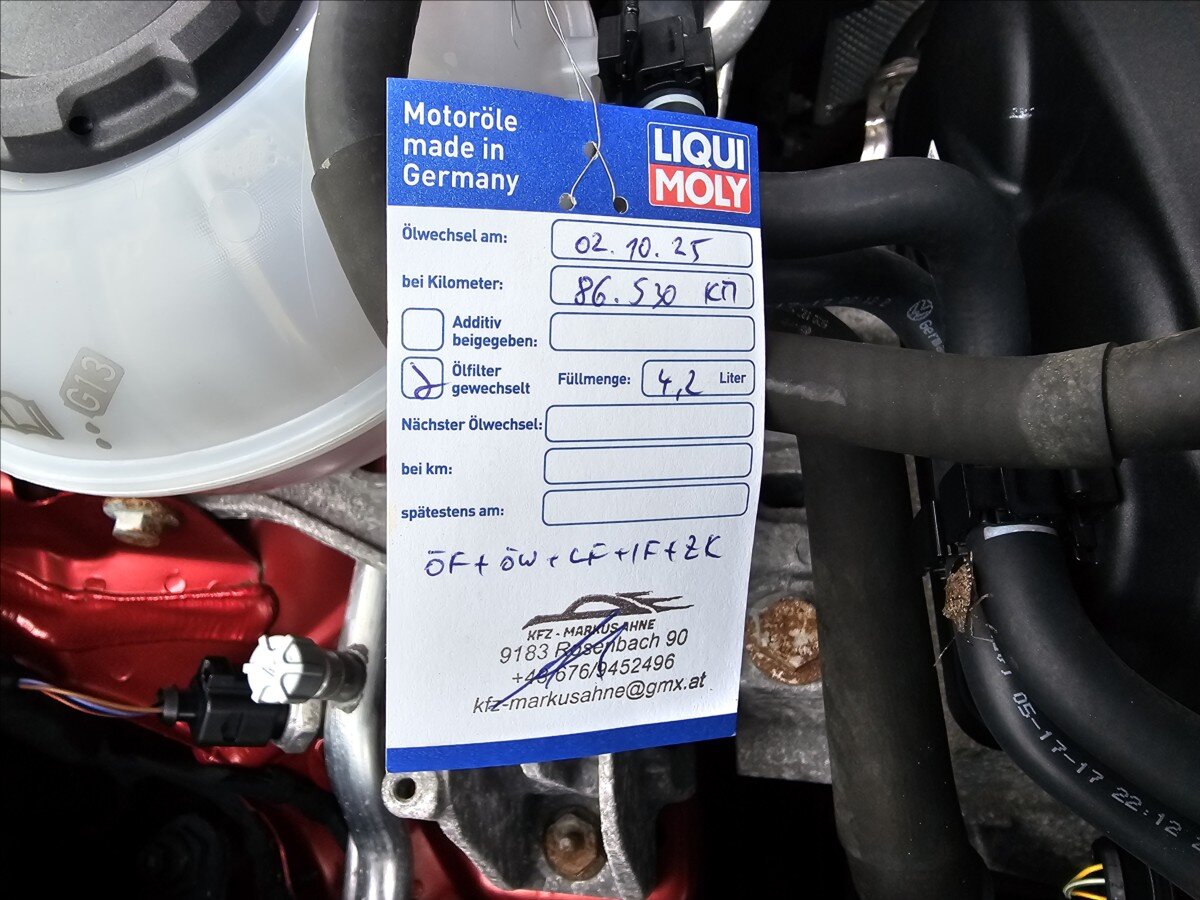 Motoröle
made in
Germany
LIQUI
MOLY
Ölwechsel am: 02.10.25
bei Kilometer: 86.530 KM
Additiv
beigegeben:
Ölfilter
gewechselt
Füllmenge: 4,2 Liter
Nächster Ölwechsel:
bei km:
spätestens am:
ÖF + ÖW + LF + IF + ZK
KFZ - MARKUSAHNE
9183 Rosenbach 90
+43/676/9452496
kfz-markusahne@gmx.at
G13
05-17-17 22:12